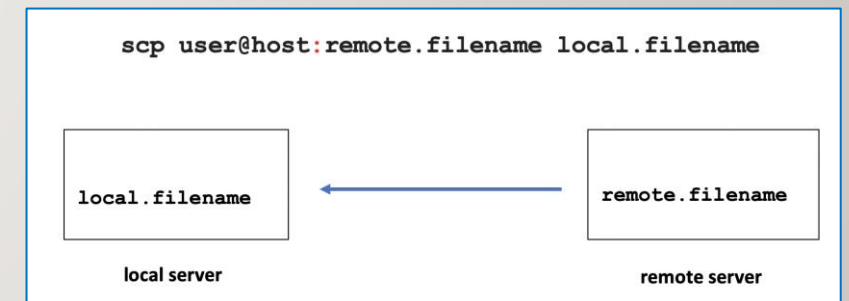 scp user@host:remote.filename local.filename
local.filename
remote.filename
local server
remote server